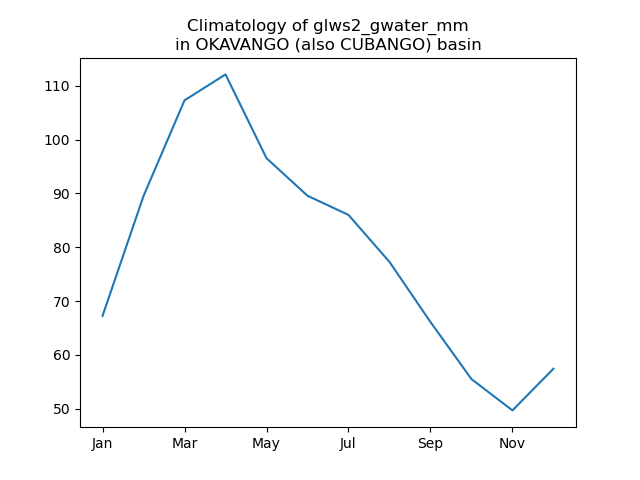 Climatology of glws2_gwater_mm
in OKAVANGO (also CUBANGO) basin
110
100
90
80
70
60
50
Jan Mar May Jul Sep Nov